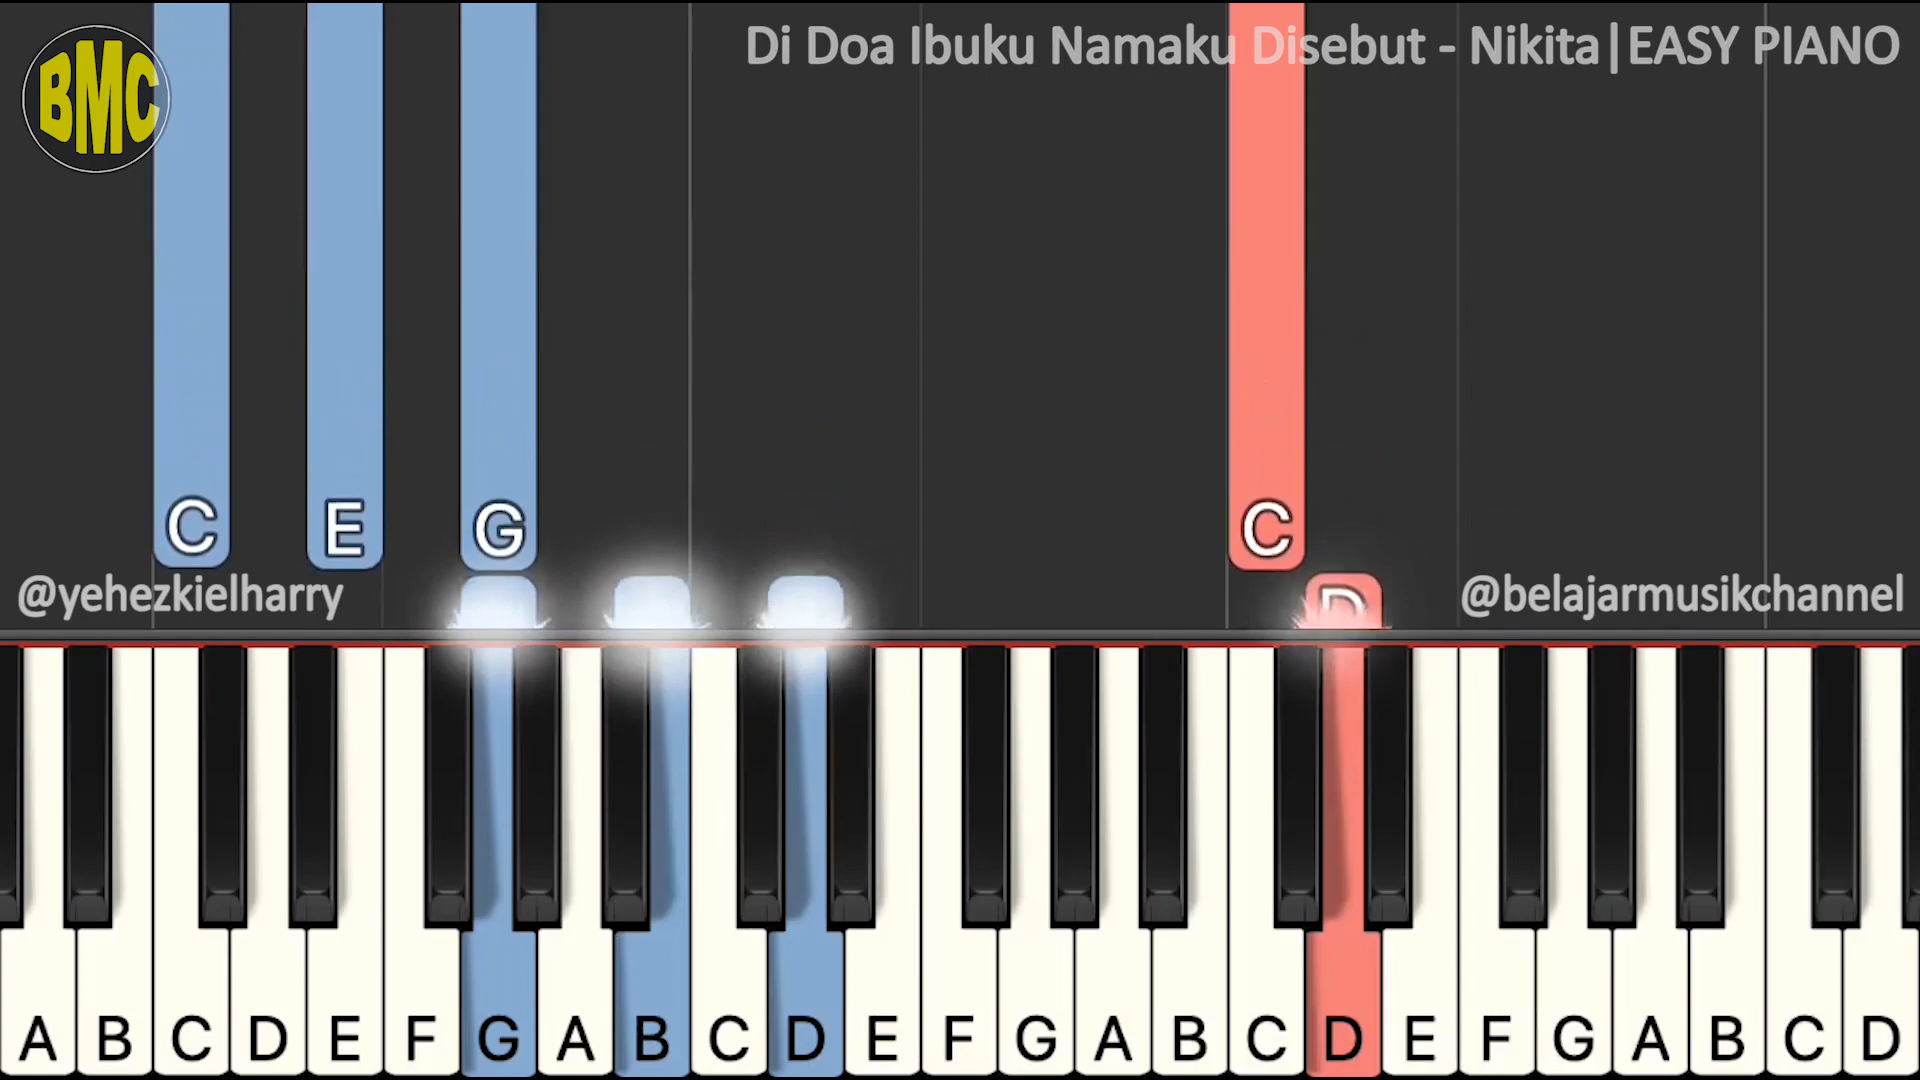 Di Doa Ibuku Namaku Disebut - Nikita|EASY PIANO
BMC
C E G C
D
@yehezkielharry @belajarmusikchannel
A B C D E F G A B C D E F G A B C D E F G A B C D